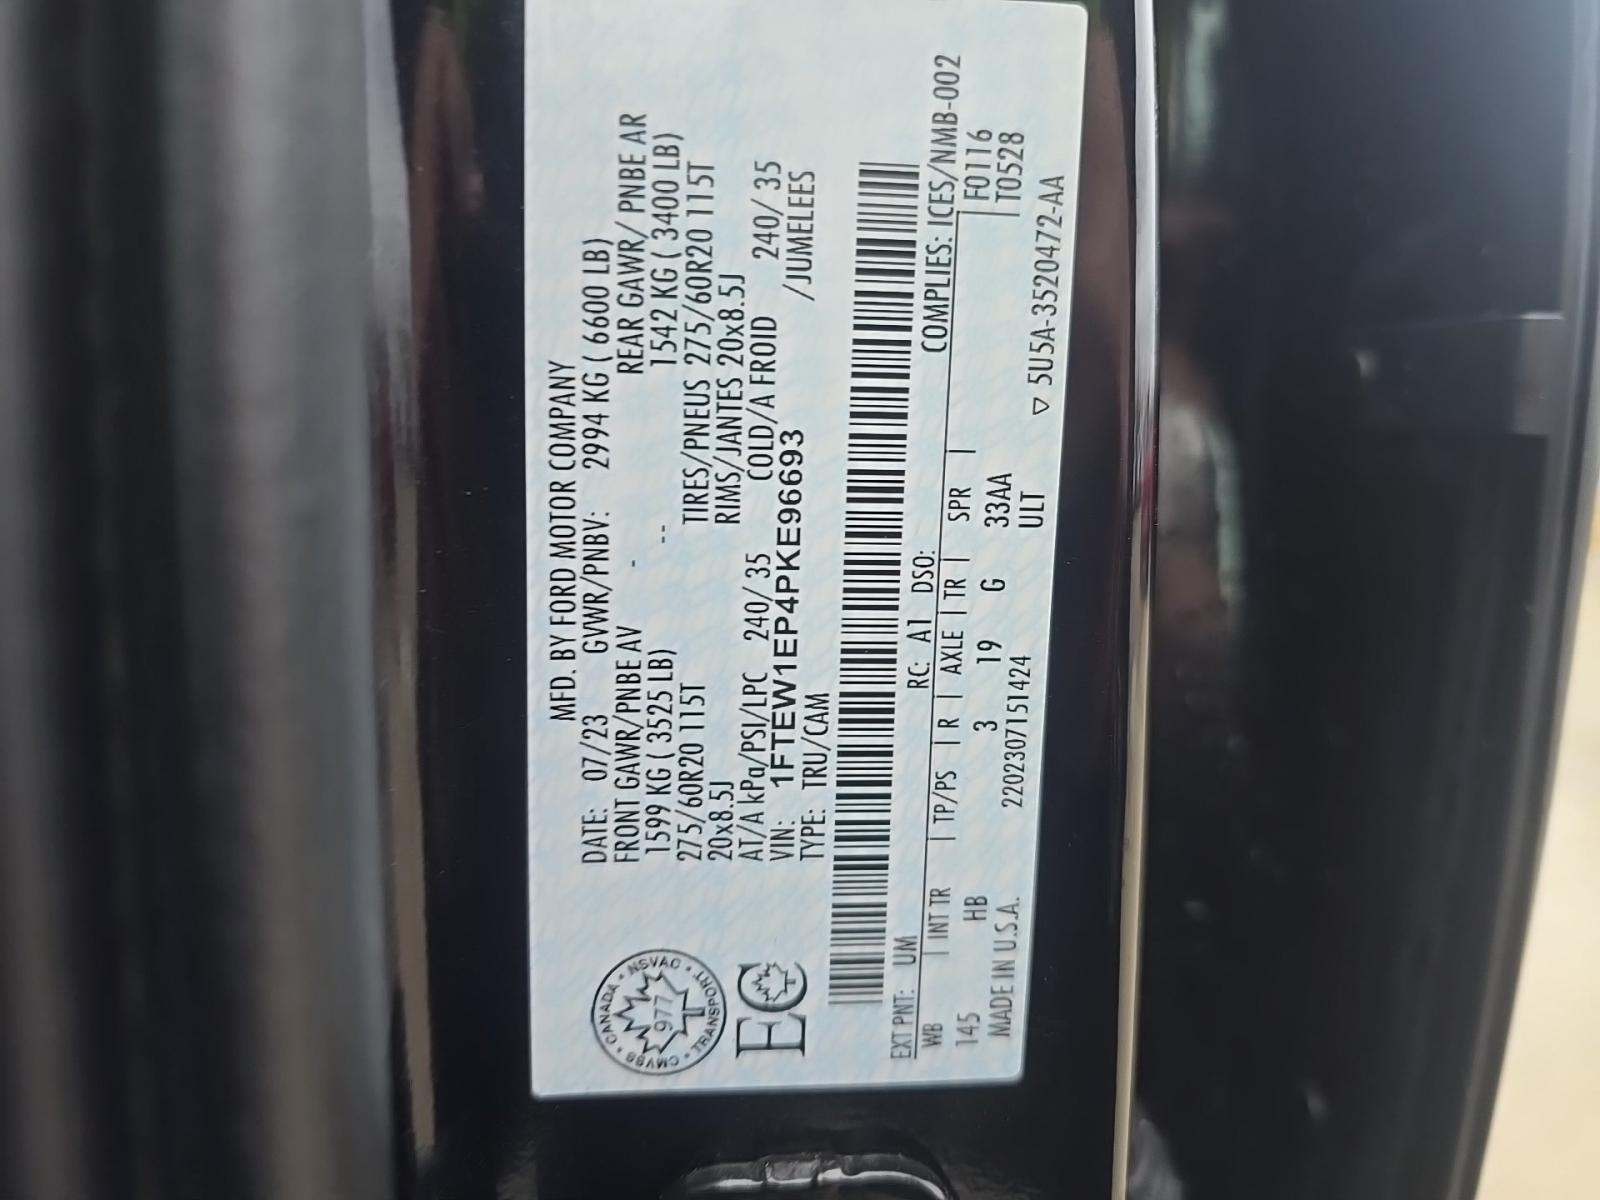 MFD. BY FORD MOTOR COMPANY
DATE: 07/23 GVWR/PNBV: 2994 KG ( 6600 LB)
FRONT GAWR/PNBE AV - REAR GAWR/ PNBE AR
1599 KG ( 3525 LB) -- 1542 KG ( 3400 LB)
275/60R20 115T TIRES/PNEUS 275/60R20 115T
20x8.5J RIMS/JANTES 20x8.5J
AT/A kPa/PSI/LPC 240/ 35 COLD/A FROID 240/ 35
VIN: 1FTEW1EP4PKE96693 /JUMELEES
TYPE: TRU/CAM
CANADA • NSVAC • TRANSPORT • CMVSS •
977
EC
EXT PNT: UM RC: A1 DSO: COMPLIES: ICES/NMB-002
WB | INT TR | TP/PS | R | AXLE | TR | SPR | F0116
145 HB 3 19 G 33AA T0528
MADE IN U.S.A. 2202307151424 ULT
▽ 5U5A-3520472-AA